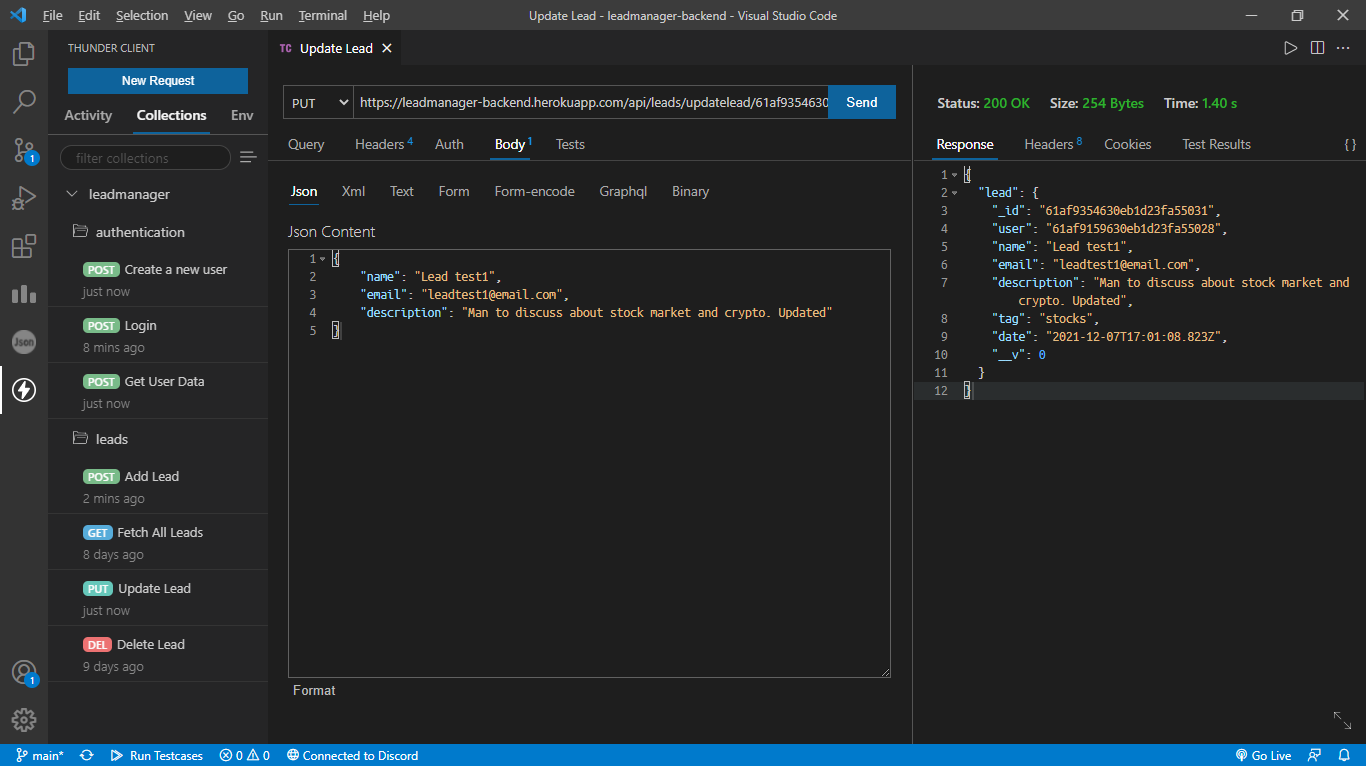 File Edit Selection View Go Run Terminal Help
Update Lead - leadmanager-backend - Visual Studio Code
THUNDER CLIENT
New Request
Activity Collections Env
filter collections
leadmanager
authentication
POST Create a new user
just now
POST Login
8 mins ago
POST Get User Data
just now
leads
POST Add Lead
2 mins ago
GET Fetch All Leads
8 days ago
PUT Update Lead
just now
DEL Delete Lead
9 days ago
1
Json
1
TC Update Lead
PUT https://leadmanager-backend.herokuapp.com/api/leads/updatelead/61af9354630 Send
Query Headers 4 Auth Body 1 Tests
Json Xml Text Form Form-encode Graphql Binary
Json Content
1 {
2 "name": "Lead test1",
3 "email": "leadtest1@email.com",
4 "description": "Man to discuss about stock market and crypto. Updated"
5 }
Format
Status: 200 OK Size: 254 Bytes Time: 1.40 s
Response Headers 8 Cookies Test Results { }
1 {
2 "lead": {
3 "_id": "61af9354630eb1d23fa55031",
4 "user": "61af9159630eb1d23fa55028",
5 "name": "Lead test1",
6 "email": "leadtest1@email.com",
7 "description": "Man to discuss about stock market and
crypto. Updated",
8 "tag": "stocks",
9 "date": "2021-12-07T17:01:08.823Z",
10 "__v": 0
11 }
12 }
main* Run Testcases 0 0 Connected to Discord Go Live